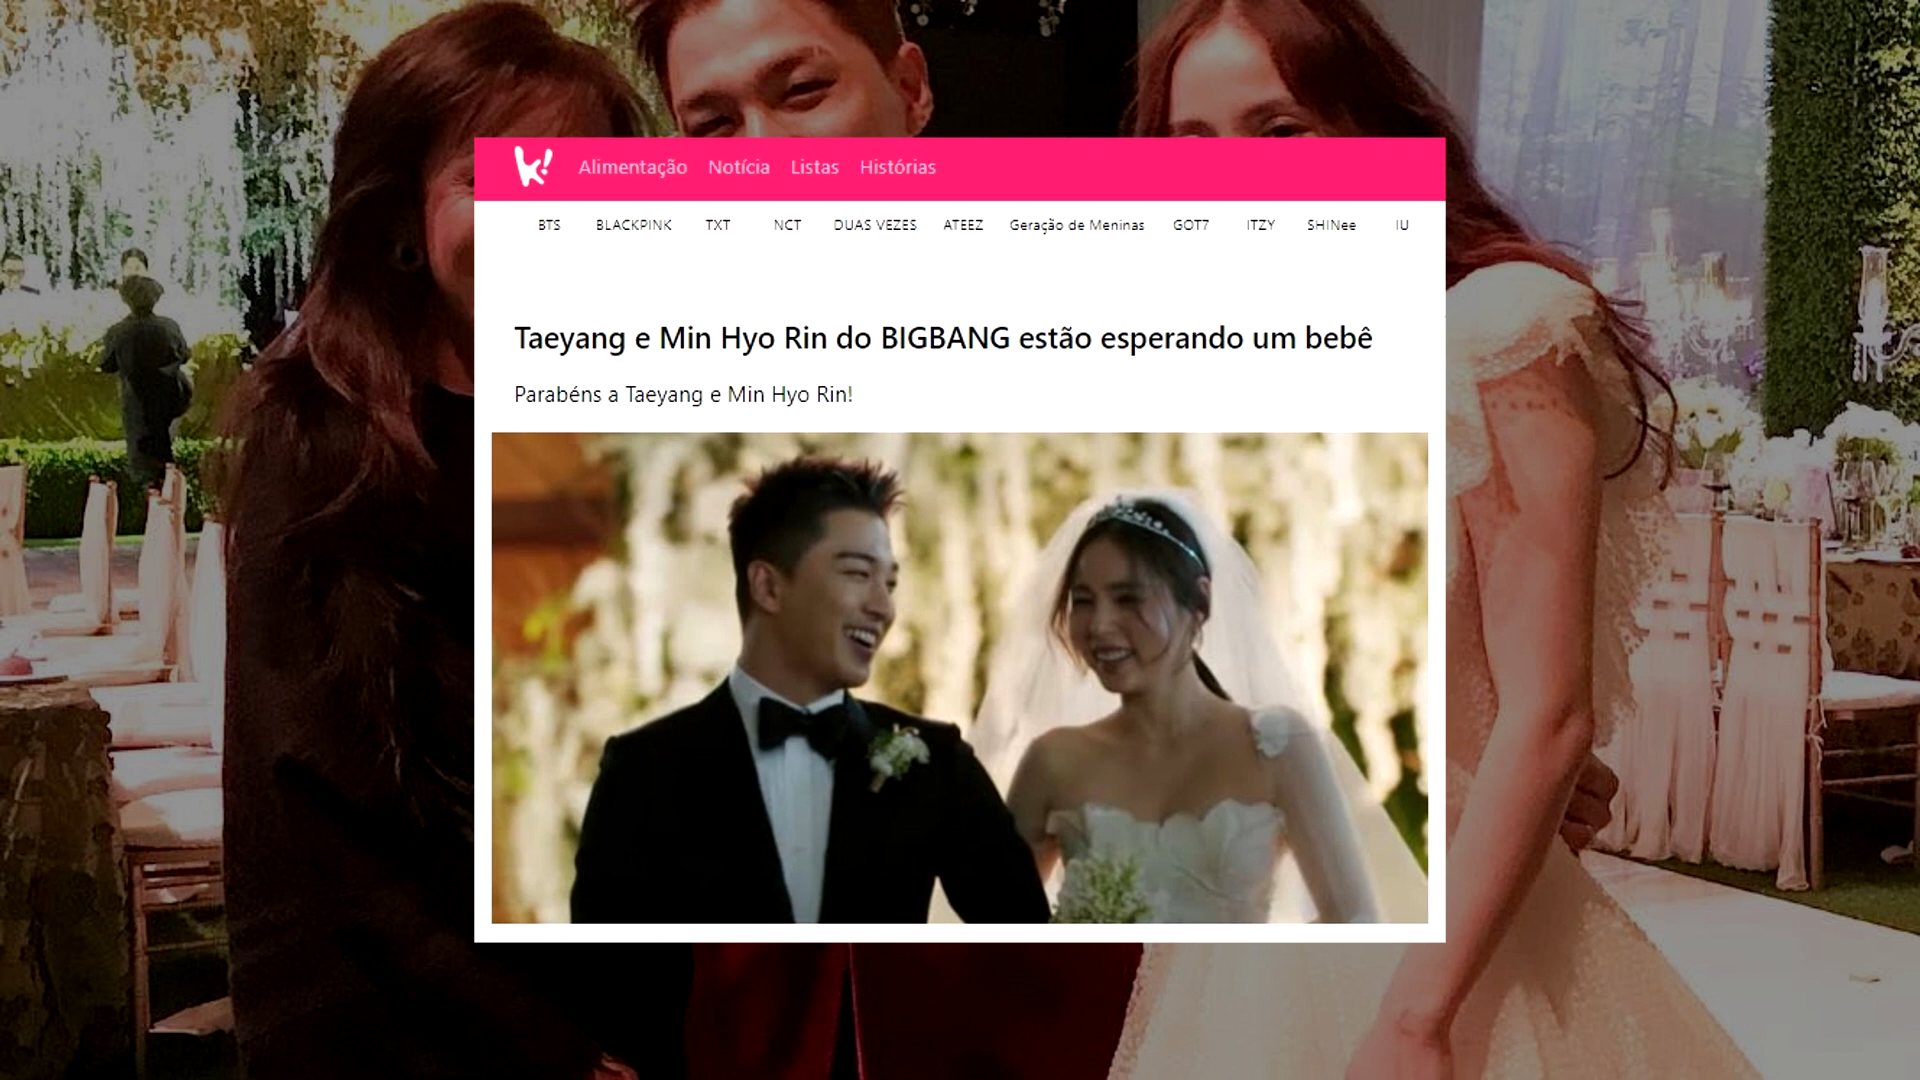 k! Alimentação Notícia Listas Histórias
BTS BLACKPINK TXT NCT DUAS VEZES ATEEZ Geração de Meninas GOT7 ITZY SHINee IU
Taeyang e Min Hyo Rin do BIGBANG estão esperando um bebê
Parabéns a Taeyang e Min Hyo Rin!